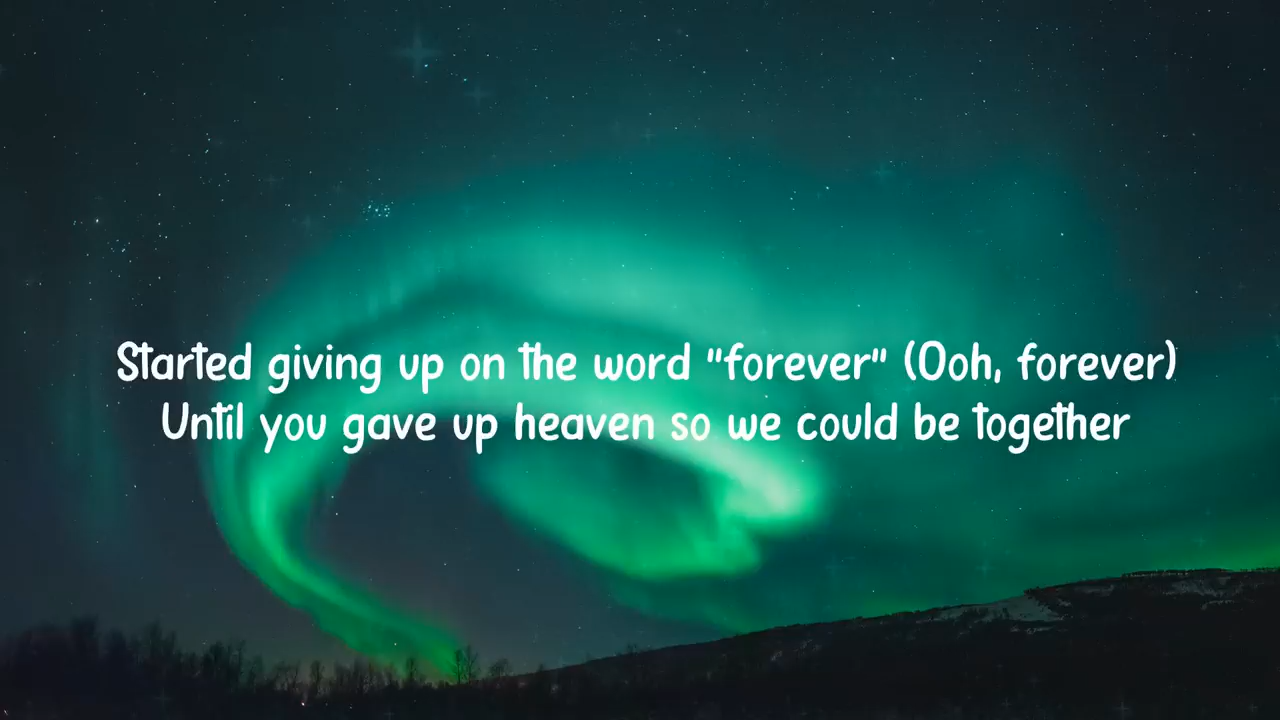 Started giving up on the word "forever" (Ooh, forever)
Until you gave up heaven so we could be together